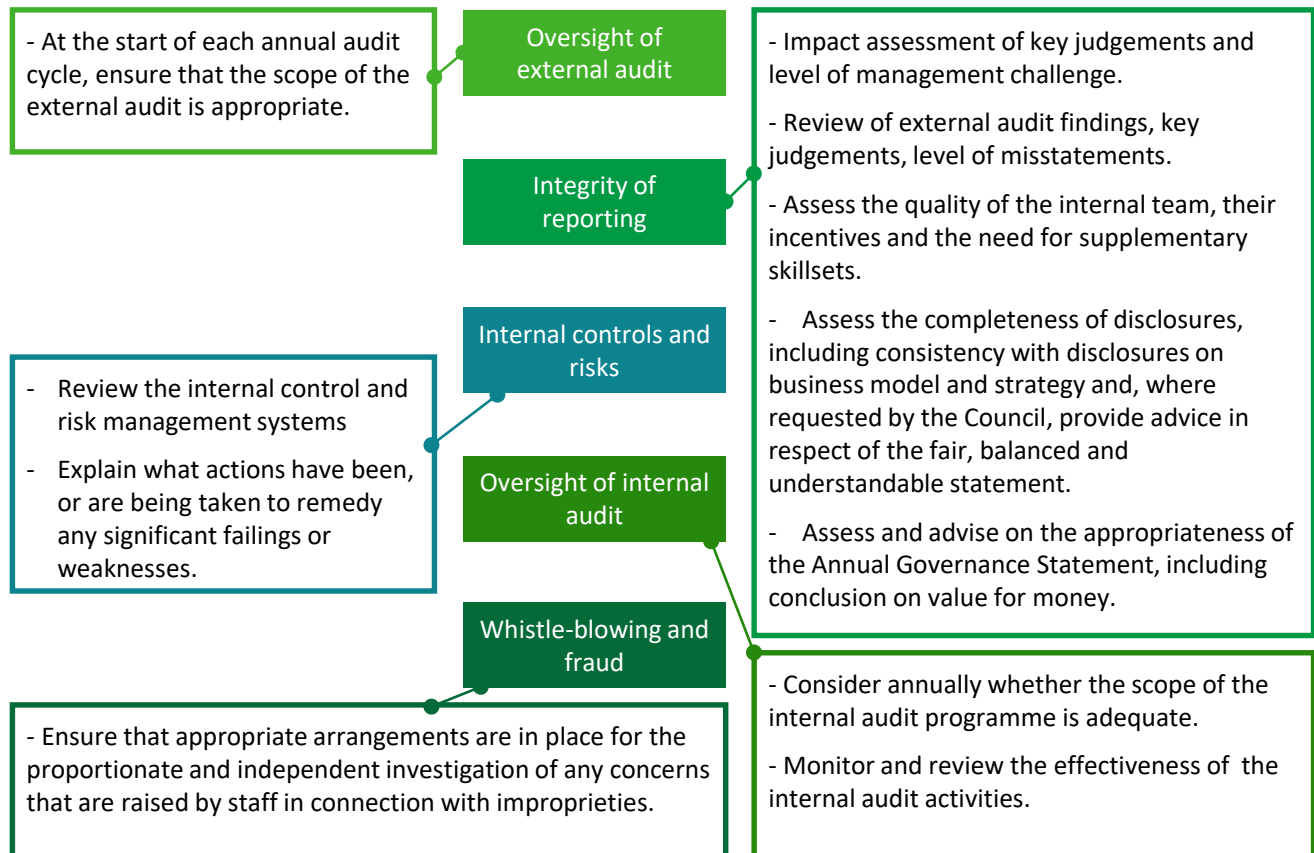 - At the start of each annual audit
cycle, ensure that the scope of the
external audit is appropriate.
Oversight of
external audit
Integrity of
reporting
- Impact assessment of key judgements and
level of management challenge.
- Review of external audit findings, key
judgements, level of misstatements.
- Assess the quality of the internal team, their
incentives and the need for supplementary
skillsets.
- Assess the completeness of disclosures,
including consistency with disclosures on
business model and strategy and, where
requested by the Council, provide advice in
respect of the fair, balanced and
understandable statement.
- Assess and advise on the appropriateness of
the Annual Governance Statement, including
conclusion on value for money.
Internal controls and
risks
- Review the internal control and
risk management systems
- Explain what actions have been,
or are being taken to remedy
any significant failings or
weaknesses.
Oversight of internal
audit
- Consider annually whether the scope of the
internal audit programme is adequate.
- Monitor and review the effectiveness of the
internal audit activities.
Whistle-blowing and
fraud
- Ensure that appropriate arrangements are in place for the
proportionate and independent investigation of any concerns
that are raised by staff in connection with improprieties.